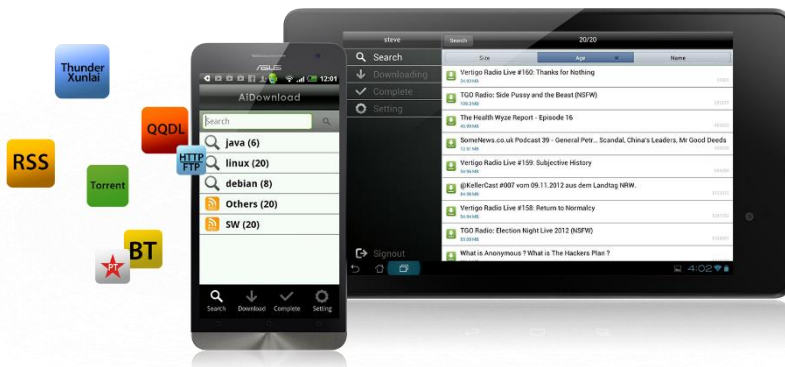 Thunder
Xunlai
QQDL
RSS
HTTP
FTP
Torrent
BT
PT
ASUS
12:01
AiDownload
Search
java (6)
linux (20)
debian (8)
Others (20)
SW (20)
Search
Download
Complete
Setting
steve
Search
20/20
Search
Downloading
Complete
Setting
Signout
Size
Age
Name
Vertigo Radio Live #160: Thanks for Nothing
TGO Radio: Side Pussy and the Beast (NSFW)
The Health Wyze Report - Episode 16
SomeNews.co.uk Podcast 39 - General Petr... Scandal, China's Leaders, Mr Good Deeds
Vertigo Radio Live #159: Subjective History
@KellerCast #007 vom 09.11.2012 aus dem Landtag NRW.
Vertigo Radio Live #158: Return to Normalcy
TGO Radio: Election Night Live 2012 (NSFW)
What is Anonymous ? What is The Hackers Plan ?
4:02